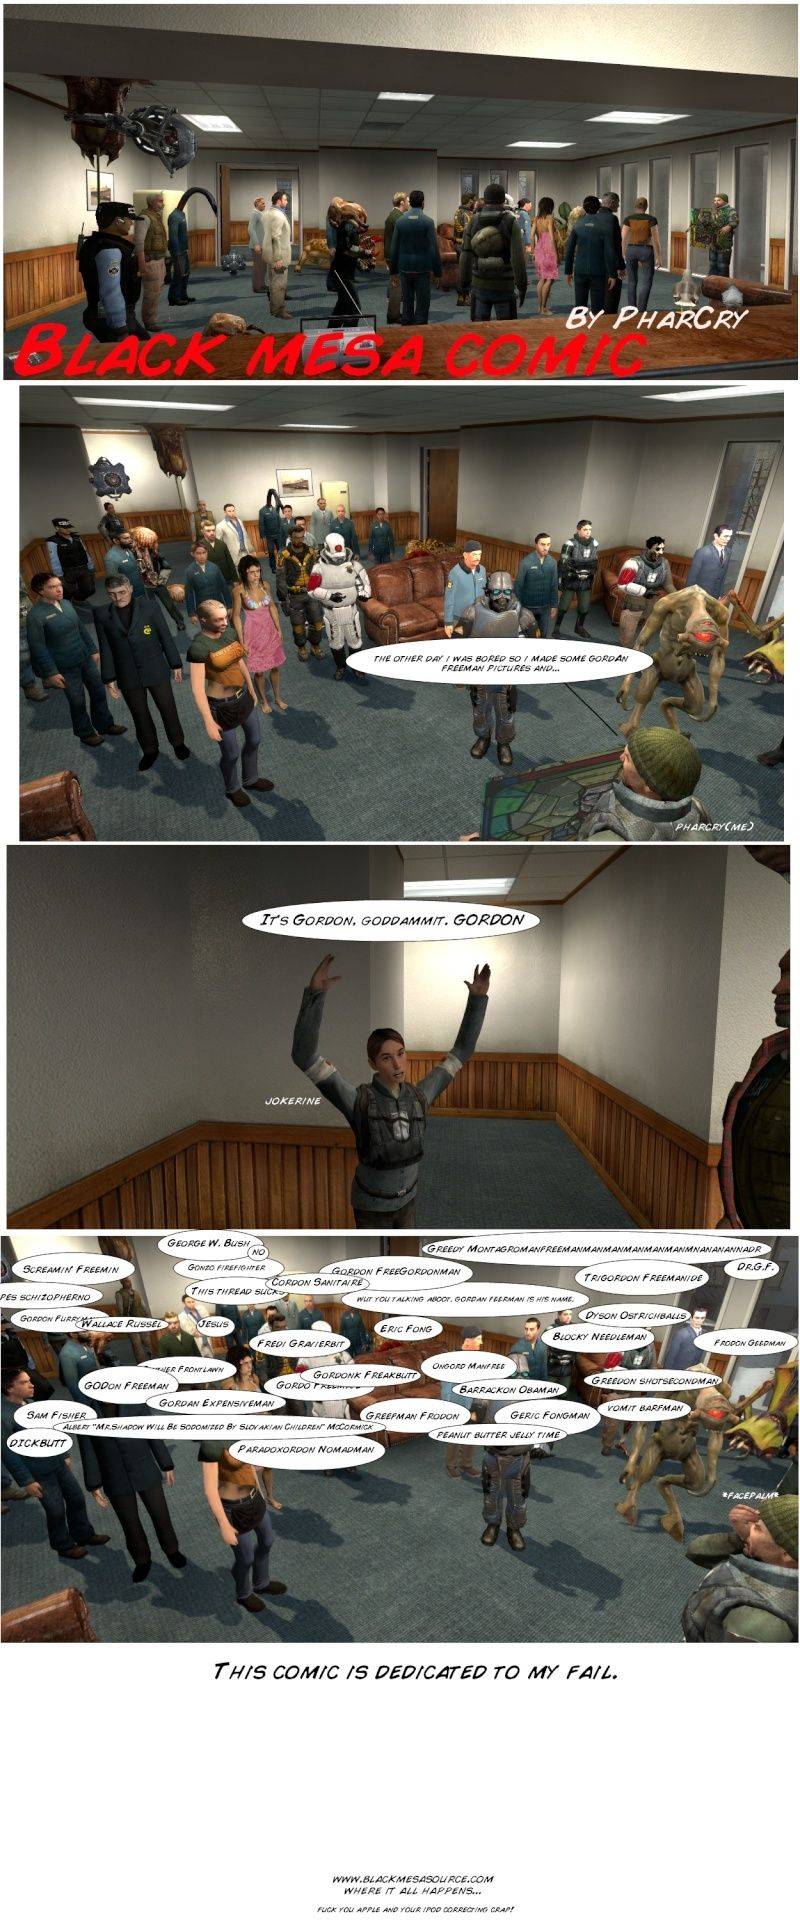 By PharCry
Black mesa comic
The other day I was bored so I made some Gordan
Freeman pictures and...
PharCry(me)
It's Gordon, goddammit. GORDON
Jokerine
George W. Bush
no
Greedy Montagromanfreemanmanmanmanmanmanmanmnananannadr
Screamin' Freemin
Gonzo firefighter
Gordon FreeGordonman
Dr.G.F.
Cordon Sanitaire
Trigordon Freemanide
This thread sucks
pes schizopherno
Wut you talking aboot, Gordan Feerman is his name.
Gordon
Wallace Russel
Jesus
Dyson Ostrichballs
Eric Fong
Blocky Needleman
Fredi Gravierbit
Frodon Geedman
Frontlawn
Ongord Manfree
Gordonk Freakbutt
Greedon shotsecondman
GODon Freeman
Barrackon Obaman
Gordan Expensiveman
Vomit Barfman
Sam Fisher
Greefman Frodon
Geric Fongman
Albert "Mr.Shadow Will Be Sodomized By Slovakian Children" McCormick
Peanut butter jelly time
Dickbutt
Paradoxordon Nomadman
*facepalm*
This comic is dedicated to my fail.
www.blackmesasource.com
where it all happens...
fuck you apple and your ipod correcting crap!